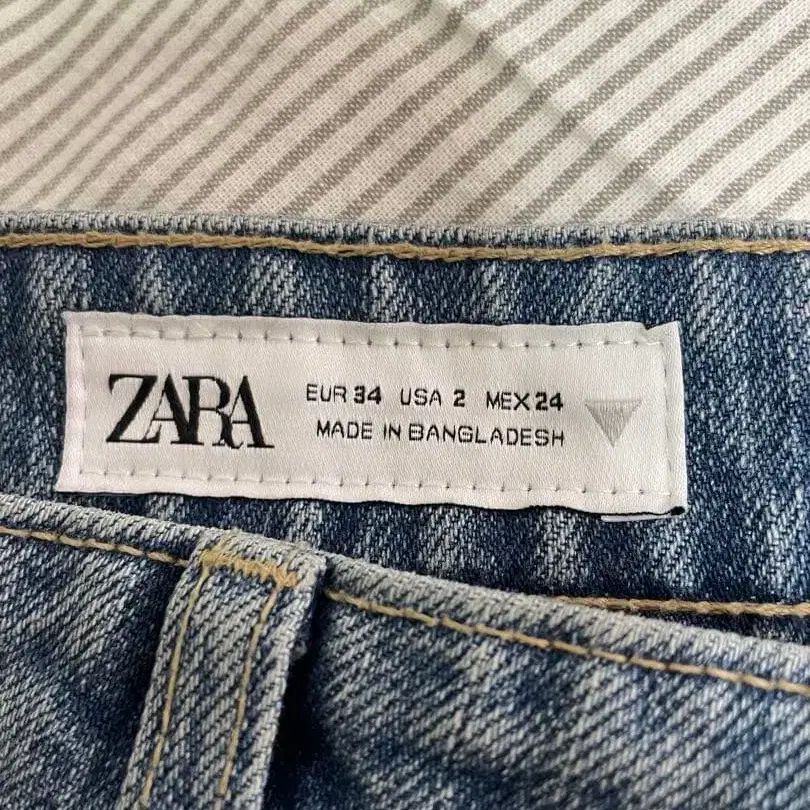 ZARA
EUR 34 USA 2 MEX 24
MADE IN BANGLADESH